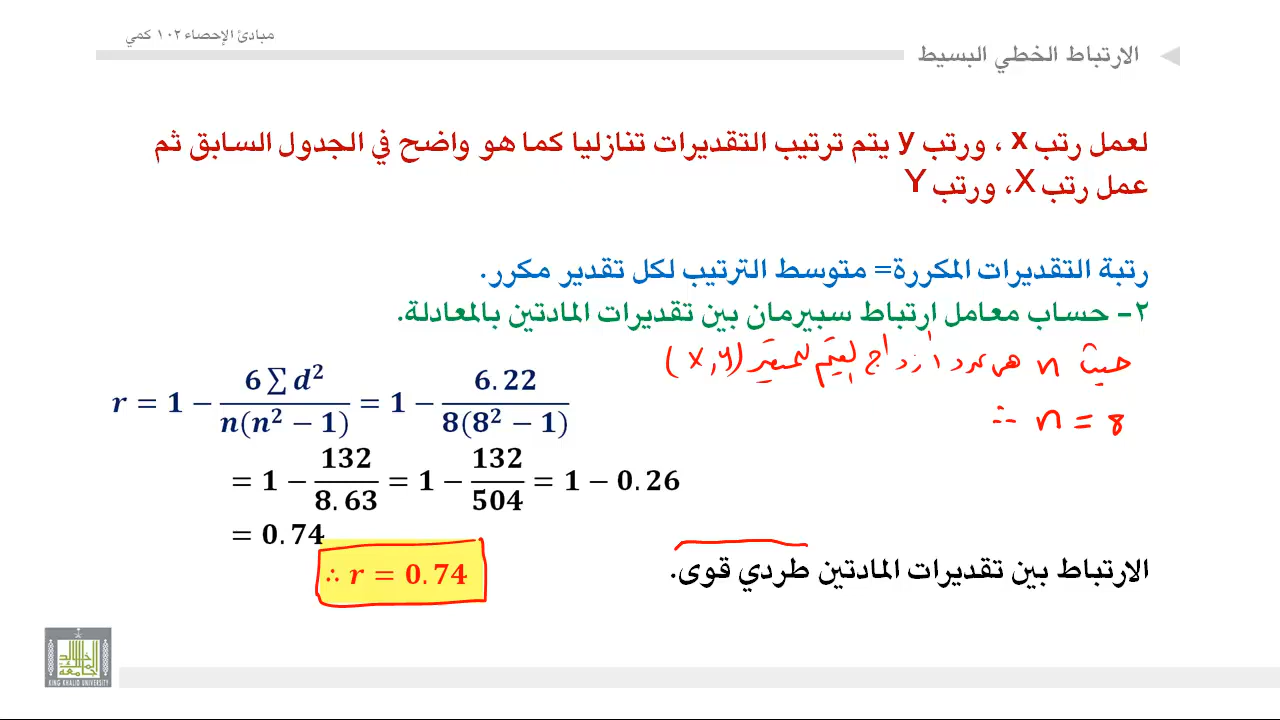 مبادئ الإحصاء ١٠٢ كمي
الارتباط الخطي البسيط
لعمل رتب x ، ورتب y يتم ترتيب التقديرات تنازليا كما هو واضح في الجدول السابق ثم
عمل رتب X، ورتب Y
رتبة التقديرات المكررة= متوسط الترتيب لكل تقدير مكرر.
٢- حساب معامل ارتباط سبيرمان بين تقديرات المادتين بالمعادلة.
حيث n هي عدد أزداج القيم للمتغير (x,y)
r = 1 − 6∑d²/n(n² − 1) = 1 − 6.22/8(8² − 1)
∴ n = 8
= 1 − 132/8.63 = 1 − 132/504 = 1 − 0.26
= 0.74
∴ r = 0.74
الارتباط بين تقديرات المادتين طردي قوى.
KING KHALID UNIVERSITY